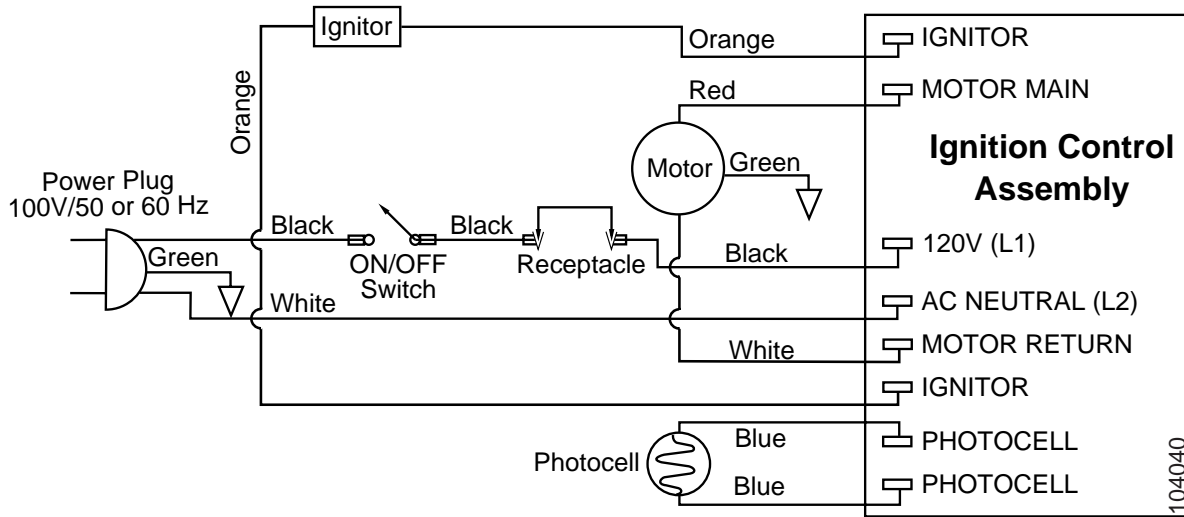 Ignitor
Orange
IGNITOR
Orange
Red
MOTOR MAIN
Ignition Control
Assembly
Motor
Green
Power Plug
100V/50 or 60 Hz
Black
Black
Green
ON/OFF
Switch
Receptacle
Black
120V (L1)
White
AC NEUTRAL (L2)
White
MOTOR RETURN
IGNITOR
Photocell
Blue
PHOTOCELL
Blue
PHOTOCELL
104040